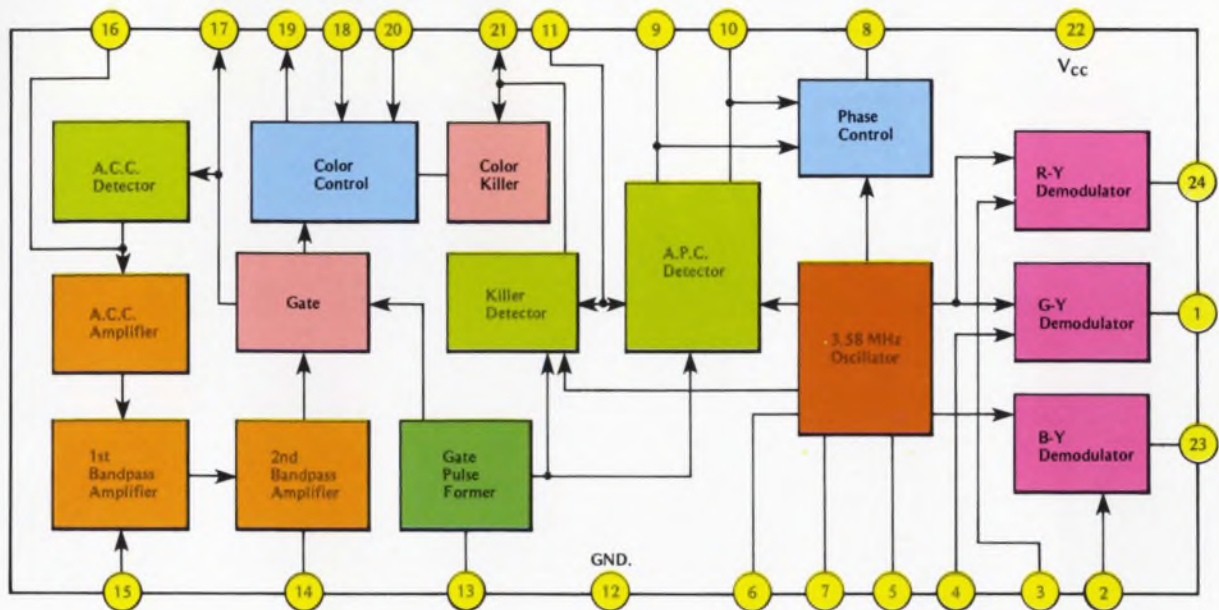 16
17
19
18
20
21
11
9
10
8
22
VCC
A.C.C.
Detector
Color
Control
Color
Killer
Phase
Control
R-Y
Demodulator
24
A.C.C.
Amplifier
Gate
Killer
Detector
A.P.C.
Detector
3.58 MHz
Oscillator
G-Y
Demodulator
1
1st
Bandpass
Amplifier
2nd
Bandpass
Amplifier
Gate
Pulse
Former
B-Y
Demodulator
23
GND.
15
14
13
12
6
7
5
4
3
2